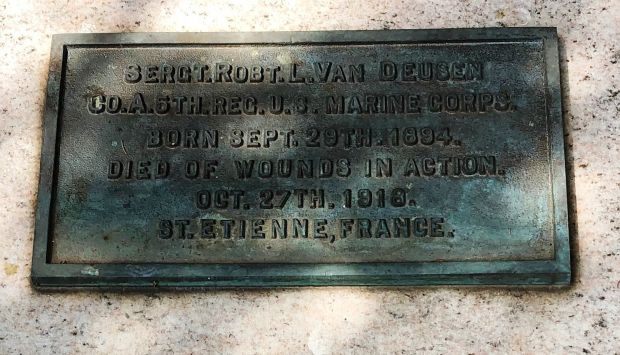 SERGT. ROBT. L. VAN DEUSEN
CO. A. 5TH. REG. U.S. MARINE CORPS.
BORN SEPT. 29TH. 1894.
DIED OF WOUNDS IN ACTION.
OCT. 27TH. 1918.
ST. ETIENNE, FRANCE.